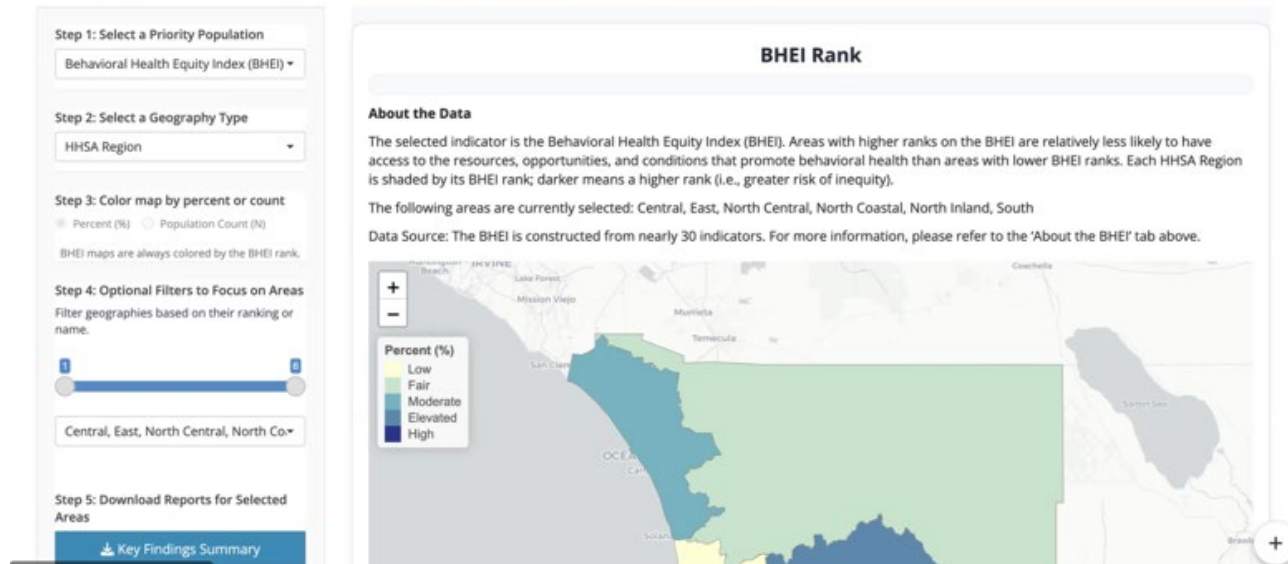 Step 1: Select a Priority Population
Behavioral Health Equity Index (BHEI)
Step 2: Select a Geography Type
HHSA Region
Step 3: Color map by percent or count
Percent (%) Population Count (N)
BHEI maps are always colored by the BHEI rank.
Step 4: Optional Filters to Focus on Areas
Filter geographies based on their ranking or
name.
1 6
Central, East, North Central, North Co.
Step 5: Download Reports for Selected
Areas
Key Findings Summary
BHEI Rank
About the Data
The selected indicator is the Behavioral Health Equity Index (BHEI). Areas with higher ranks on the BHEI are relatively less likely to have
access to the resources, opportunities, and conditions that promote behavioral health than areas with lower BHEI ranks. Each HHSA Region
is shaded by its BHEI rank; darker means a higher rank (i.e., greater risk of inequity).
The following areas are currently selected: Central, East, North Central, North Coastal, North Inland, South
Data Source: The BHEI is constructed from nearly 30 indicators. For more information, please refer to the 'About the BHEI' tab above.
Beach
IRVINE
Lake Forest
Coachella
+
Mission Viejo
−
Murrieta
Temecula
Percent (%)
Low
Fair
Moderate
Elevated
High
San Clem
Salton Sea
OCEA
Car
Solan
Brawle
+